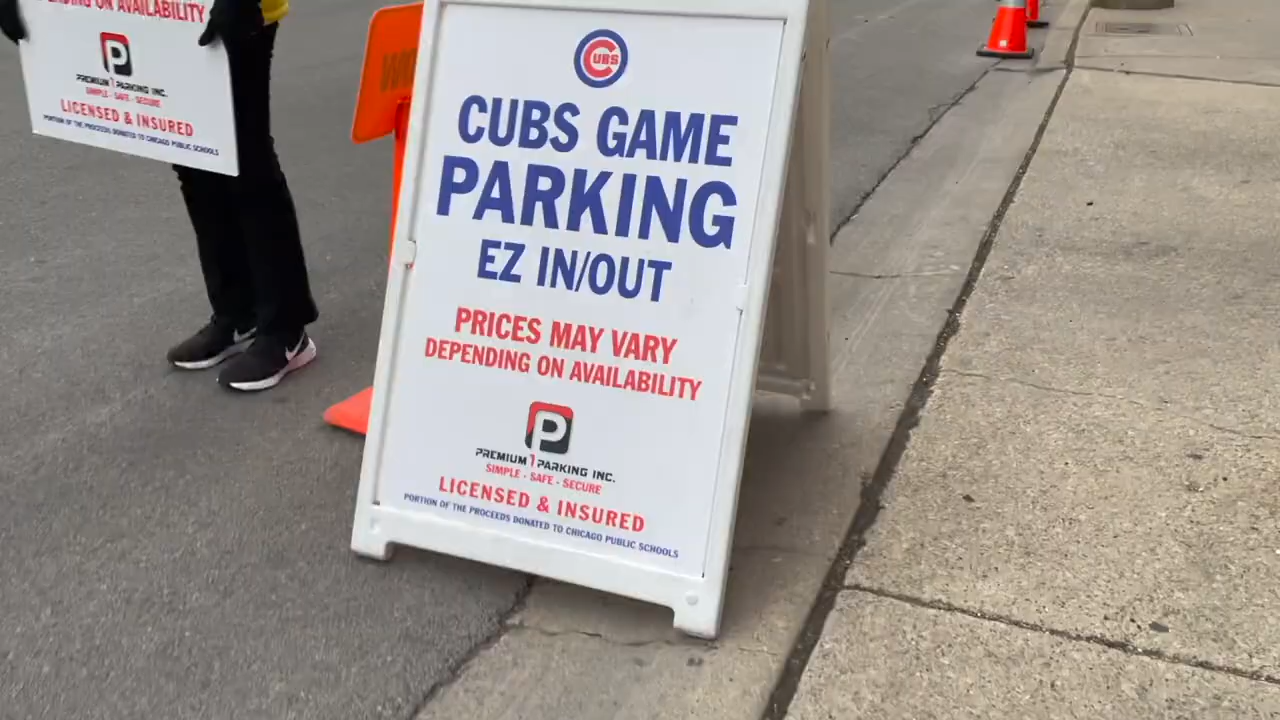 DEPENDING ON AVAILABILITY
P
PREMIUM 1 PARKING INC.
SIMPLE - SAFE - SECURE
LICENSED & INSURED
PORTION OF THE PROCEEDS DONATED TO CHICAGO PUBLIC SCHOOLS
CUBS
CUBS GAME
PARKING
EZ IN/OUT
PRICES MAY VARY
DEPENDING ON AVAILABILITY
P
PREMIUM 1 PARKING INC.
SIMPLE - SAFE - SECURE
LICENSED & INSURED
PORTION OF THE PROCEEDS DONATED TO CHICAGO PUBLIC SCHOOLS